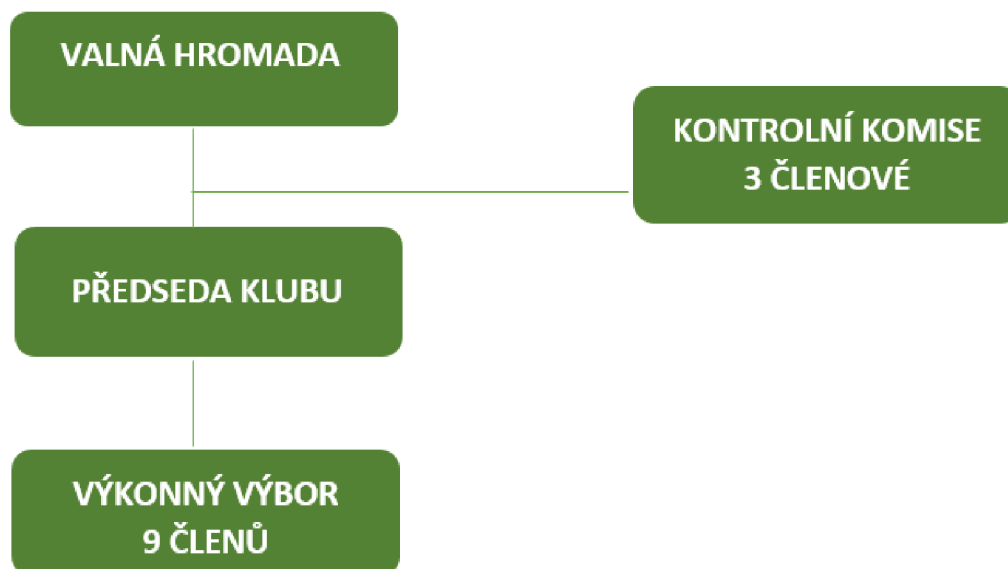 VALNÁ HROMADA
KONTROLNÍ KOMISE
3 ČLENOVÉ
PŘEDSEDA KLUBU
VÝKONNÝ VÝBOR
9 ČLENŮ